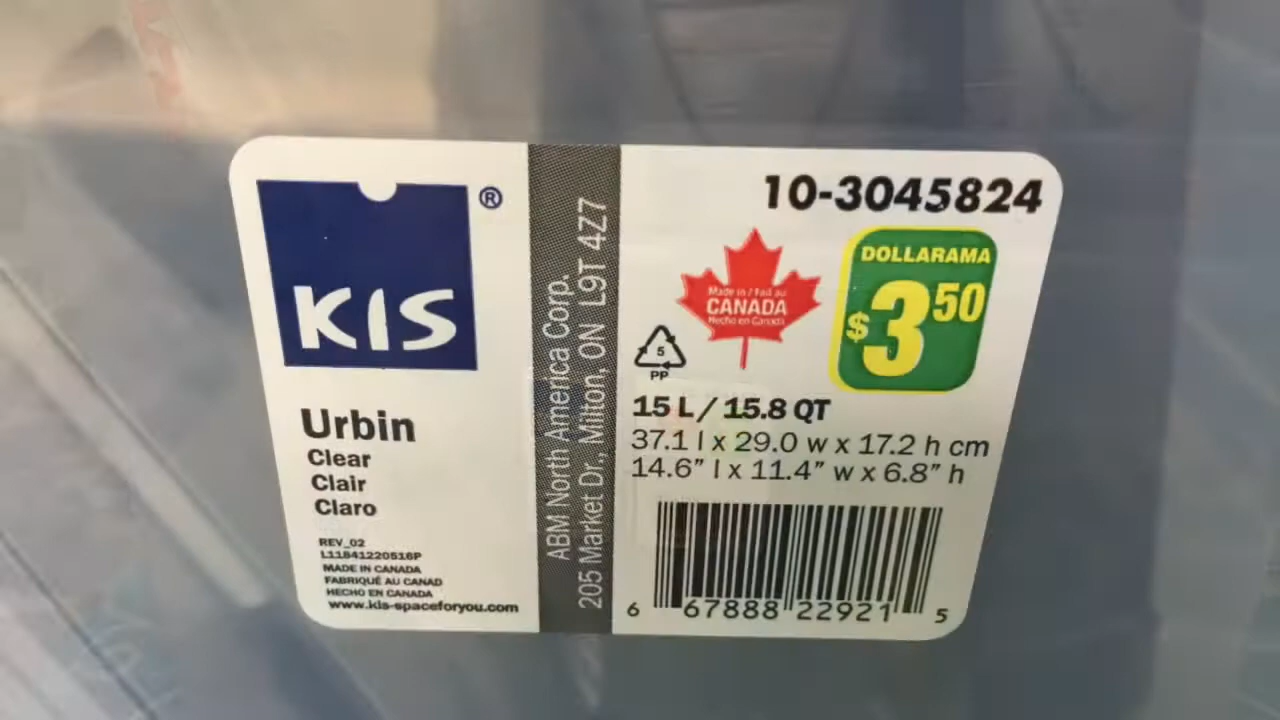 KIS®
Urbin
Clear
Clair
Claro
REV_02
L11841220516P
MADE IN CANADA
FABRIQUÉ AU CANAD
HECHO EN CANADA
www.kis-spaceforyou.com
ABM North America Corp.
205 Market Dr., Milton, ON L9T 4Z7
10-3045824
Made in / Fait au
CANADA
Hecho en Canada
DOLLARAMA
$3.50
5
PP
15 L / 15.8 QT
37.1 l x 29.0 w x 17.2 h cm
14.6" l x 11.4" w x 6.8" h
6 67888 22921 5